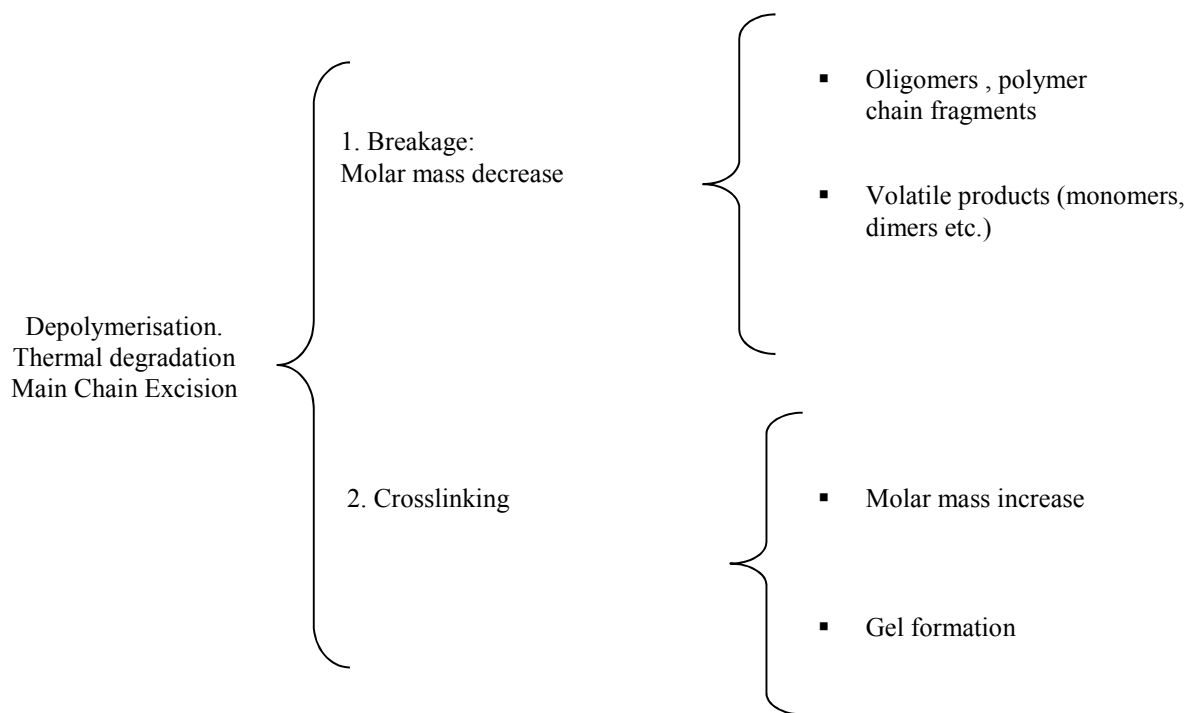 Depolymerisation.
Thermal degradation
Main Chain Excision
1. Breakage:
Molar mass decrease
▪ Oligomers , polymer
chain fragments
▪ Volatile products (monomers,
dimers etc.)
2. Crosslinking
▪ Molar mass increase
▪ Gel formation